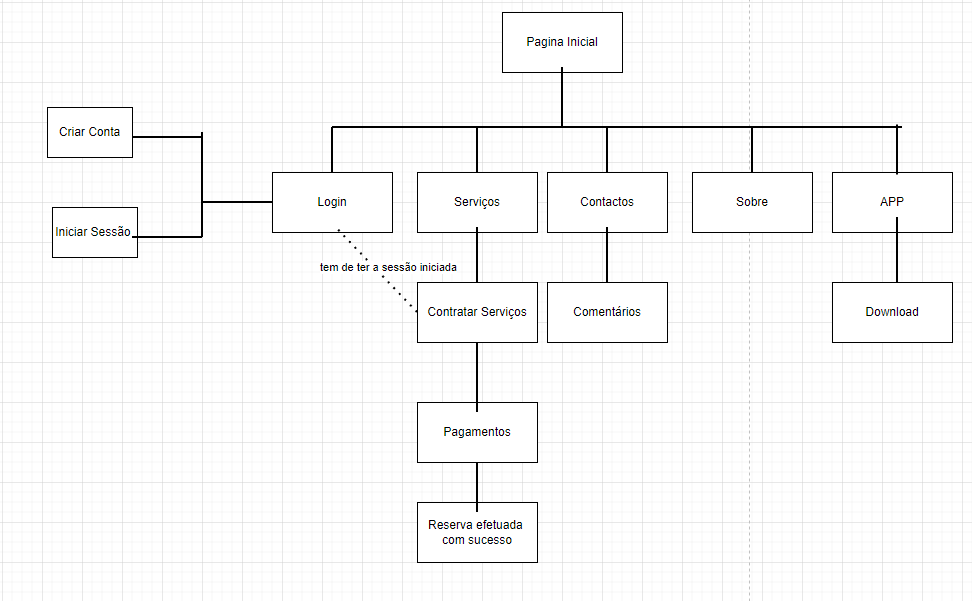 Pagina Inicial
Criar Conta
Iniciar Sessão
Login
Serviços
Contactos
Sobre
APP
tem de ter a sessão iniciada
Contratar Serviços
Comentários
Download
Pagamentos
Reserva efetuada
com sucesso